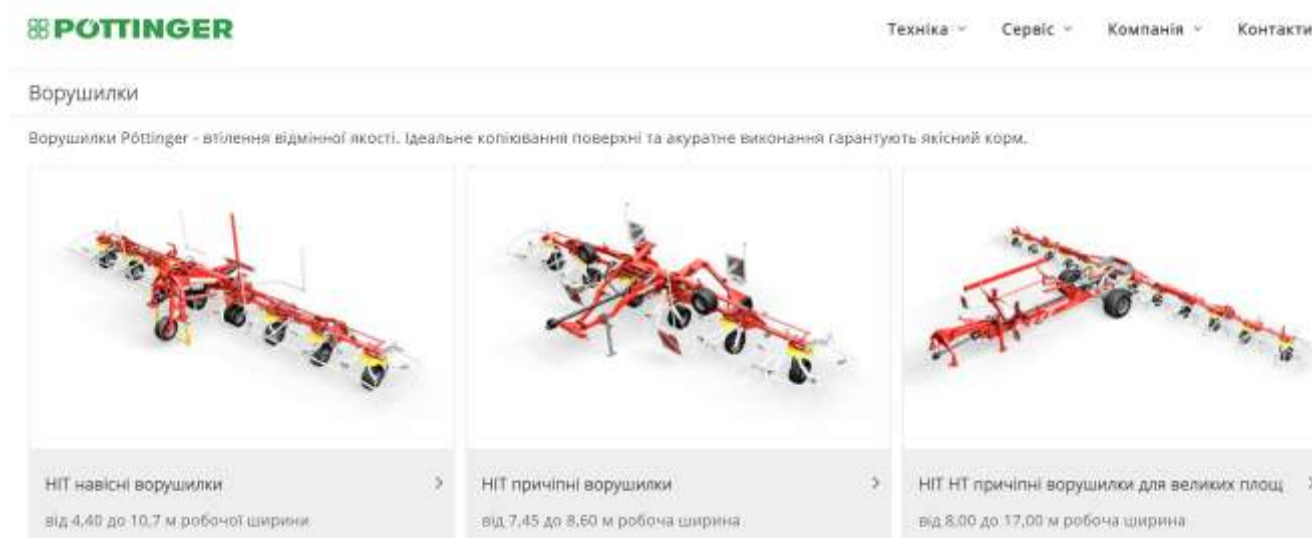 PÖTTINGER
Техніка Сервіс Компанія Контакти
Ворушилки
Ворушилки Pöttinger - втілення відмінної якості. Ідеальне копіювання поверхні та акуратне виконання гарантують якісний корм.
HIT навісні ворушилки
від 4,40 до 10,7 м робочої ширини
HIT причіпні ворушилки
від 7,45 до 8,60 м робоча ширина
HIT HT причіпні ворушилки для великих площ
від 8,00 до 17,00 м робоча ширина